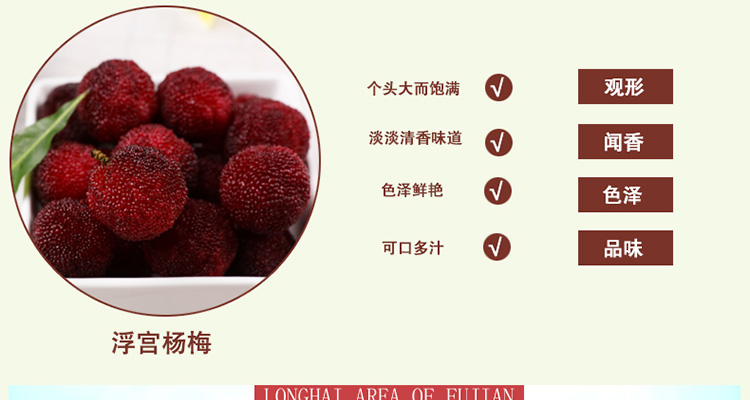 个头大而饱满 √ 观形
淡淡清香味道 √ 闻香
色泽鲜艳 √ 色泽
可口多汁 √ 品味
浮宫杨梅
LONGHAI AREA OF FUJIAN